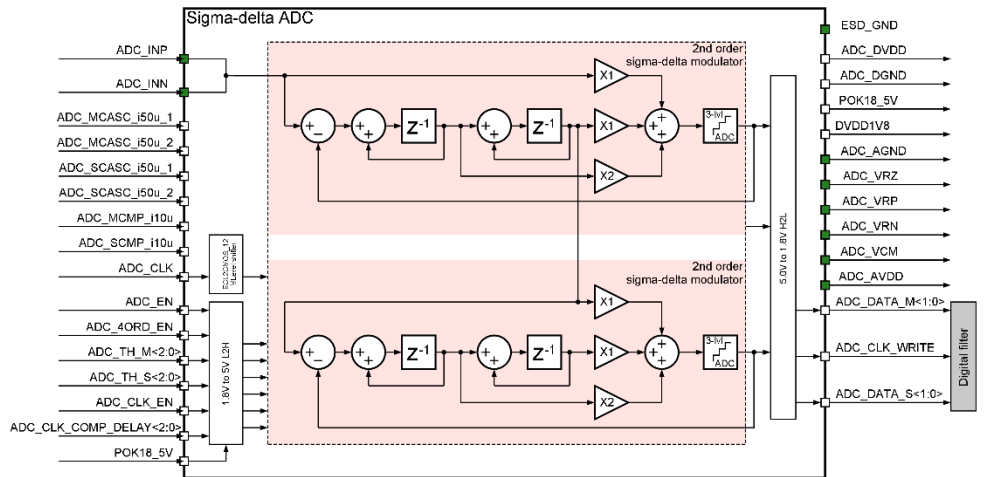 Sigma-delta ADC
ADC_INP
ADC_INN
ADC_MCASC_i50u_1
ADC_MCASC_i50u_2
ADC_SCASC_i50u_1
ADC_SCASC_i50u_2
ADC_MCMP_i10u
ADC_SCMP_i10u
ADC_CLK
ADC_EN
ADC_4ORD_EN
ADC_TH_M<2:0>
ADC_TH_S<2:0>
ADC_CLK_EN
ADC_CLK_COMP_DELAY<2:0>
POK18_5V
1.8V to 5V L2H
2nd order
sigma-delta modulator
X1
+
−
+
+
Z-1
+
+
Z-1
X1
+
+
+
3-lvl
ADC
X2
2nd order
sigma-delta modulator
X1
+
−
+
+
Z-1
+
+
Z-1
X1
+
+
+
3-lvl
ADC
X2
5.0V to 1.8V H2L
ESD_GND
ADC_DVDD
ADC_DGND
POK18_5V
DVDD1V8
ADC_AGND
ADC_VRZ
ADC_VRP
ADC_VRN
ADC_VCM
ADC_AVDD
ADC_DATA_M<1:0>
ADC_CLK_WRITE
ADC_DATA_S<1:0>
Digital filter